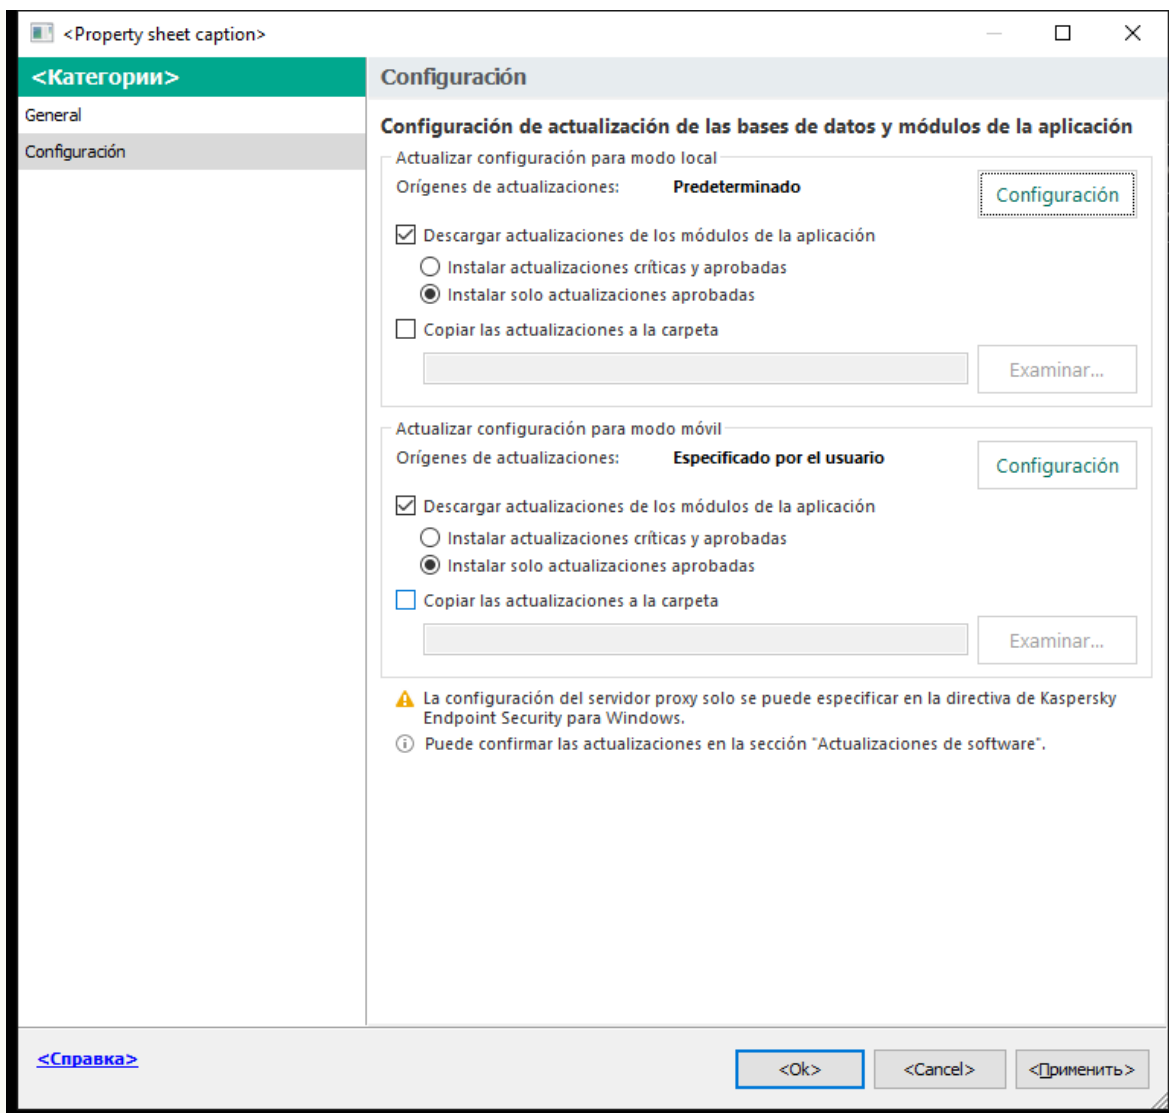 <Property sheet caption>
<Категории>
General
Configuración
Configuración
Configuración de actualización de las bases de datos y módulos de la aplicación
Actualizar configuración para modo local
Orígenes de actualizaciones: Predeterminado
Configuración
Descargar actualizaciones de los módulos de la aplicación
Instalar actualizaciones críticas y aprobadas
Instalar solo actualizaciones aprobadas
Copiar las actualizaciones a la carpeta
Examinar...
Actualizar configuración para modo móvil
Orígenes de actualizaciones: Especificado por el usuario
Configuración
Descargar actualizaciones de los módulos de la aplicación
Instalar actualizaciones críticas y aprobadas
Instalar solo actualizaciones aprobadas
Copiar las actualizaciones a la carpeta
Examinar...
La configuración del servidor proxy solo se puede especificar en la directiva de Kaspersky
Endpoint Security para Windows.
Puede confirmar las actualizaciones en la sección "Actualizaciones de software".
<Справка>
<Ok>
<Cancel>
<Применить>